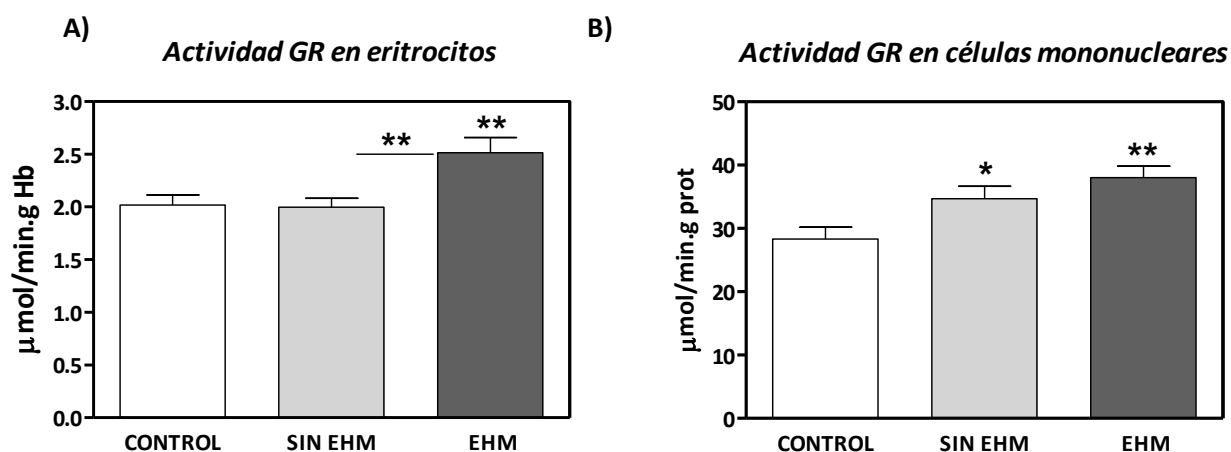 A)
Actividad GR en eritrocitos
μmol/min.g Hb
3.0
2.5
2.0
1.5
1.0
0.5
0.0
**
**
CONTROL
SIN EHM
EHM
B)
Actividad GR en células mononucleares
μmol/min.g prot
50
40
30
20
10
0
*
**
CONTROL
SIN EHM
EHM